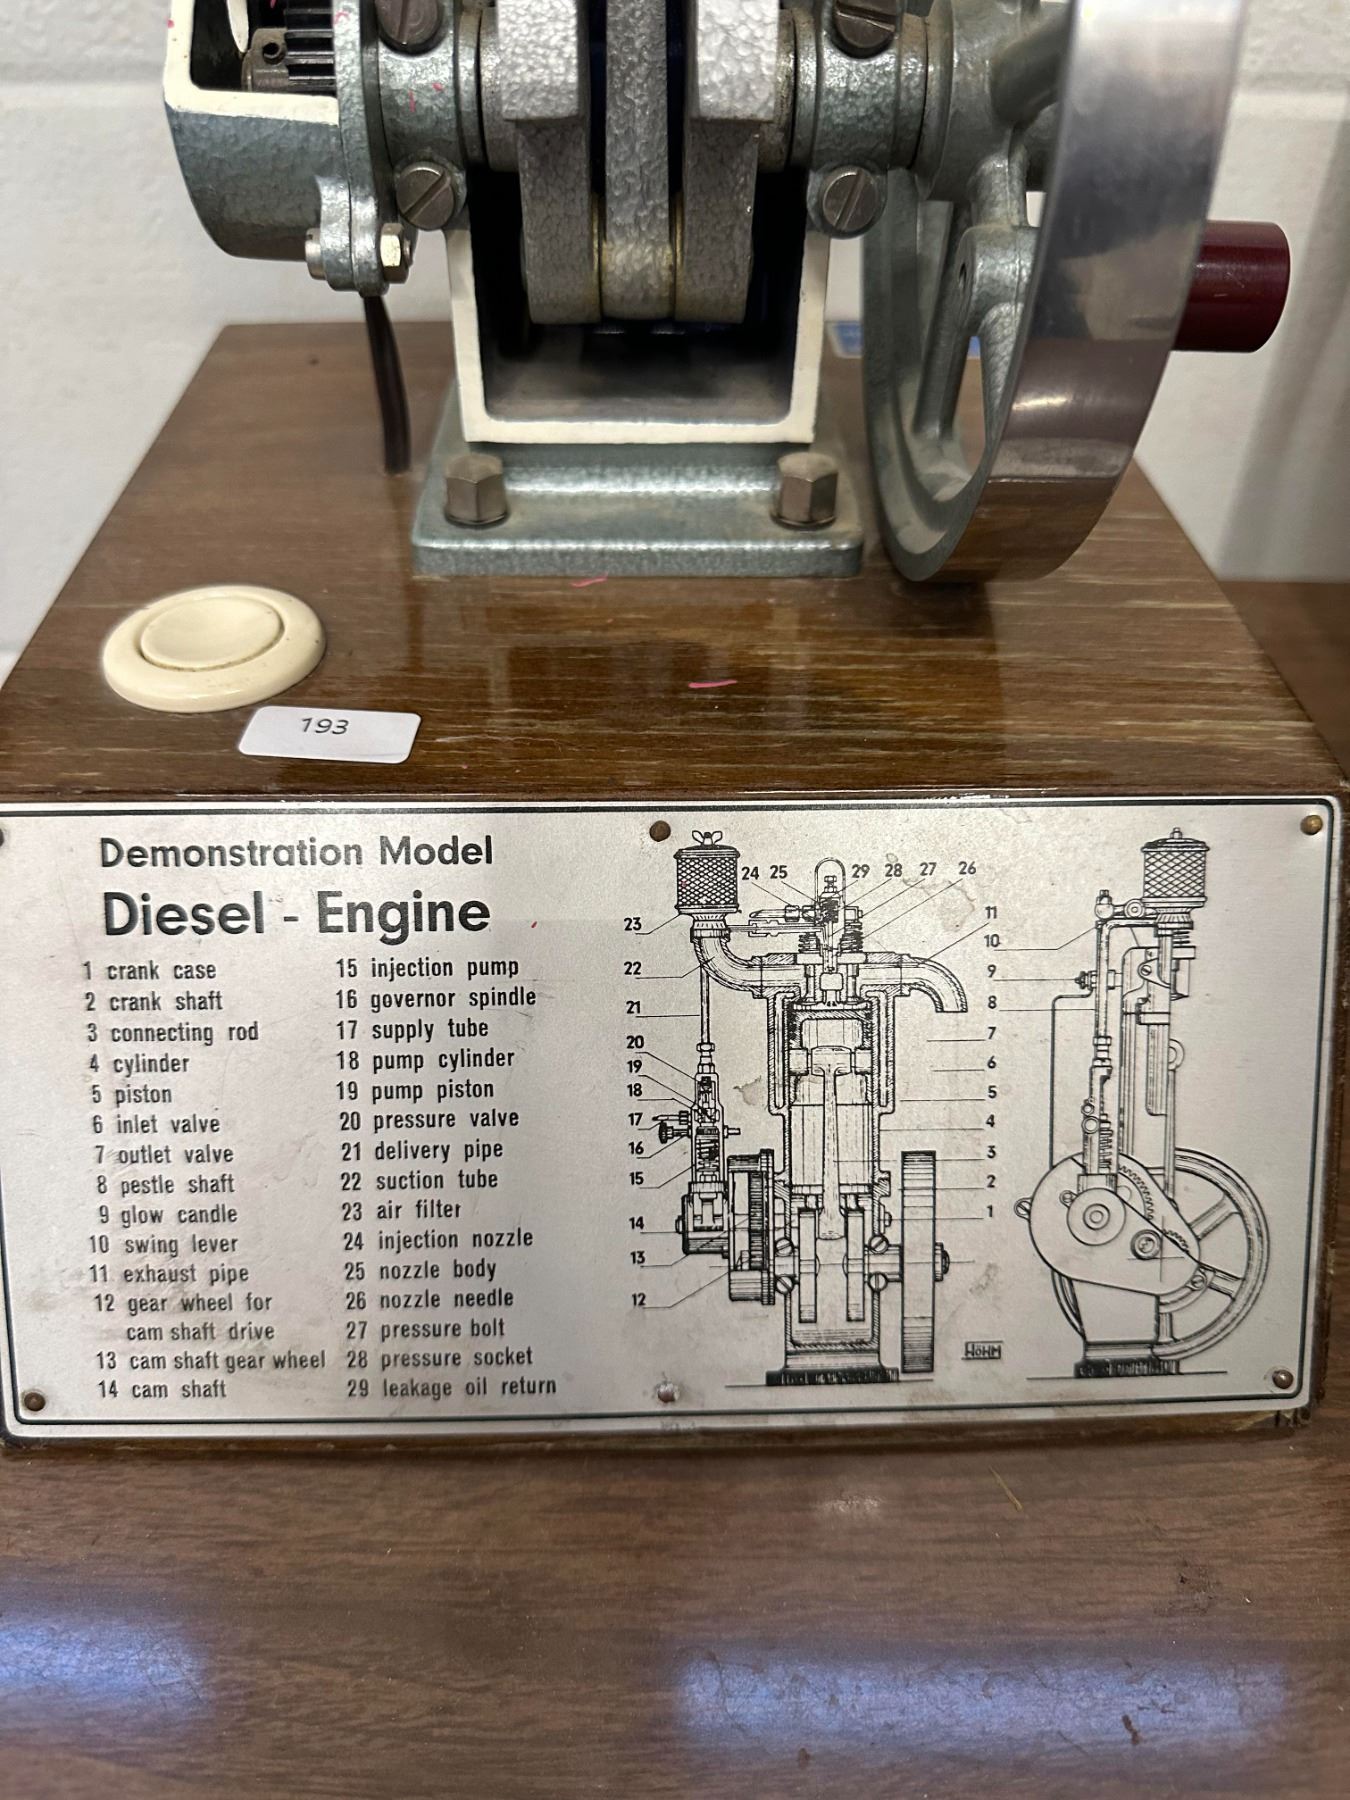 193
Demonstration Model
Diesel - Engine
1 crank case
2 crank shaft
3 connecting rod
4 cylinder
5 piston
6 inlet valve
7 outlet valve
8 pestle shaft
9 glow candle
10 swing lever
11 exhaust pipe
12 gear wheel for
cam shaft drive
13 cam shaft gear wheel
14 cam shaft
15 injection pump
16 governor spindle
17 supply tube
18 pump cylinder
19 pump piston
20 pressure valve
21 delivery pipe
22 suction tube
23 air filter
24 injection nozzle
25 nozzle body
26 nozzle needle
27 pressure bolt
28 pressure socket
29 leakage oil return
24 25 29 28 27 26
23
22
21
20
19
18
17
16
15
14
13
12
11
10
9
8
7
6
5
4
3
2
1
HÖHM